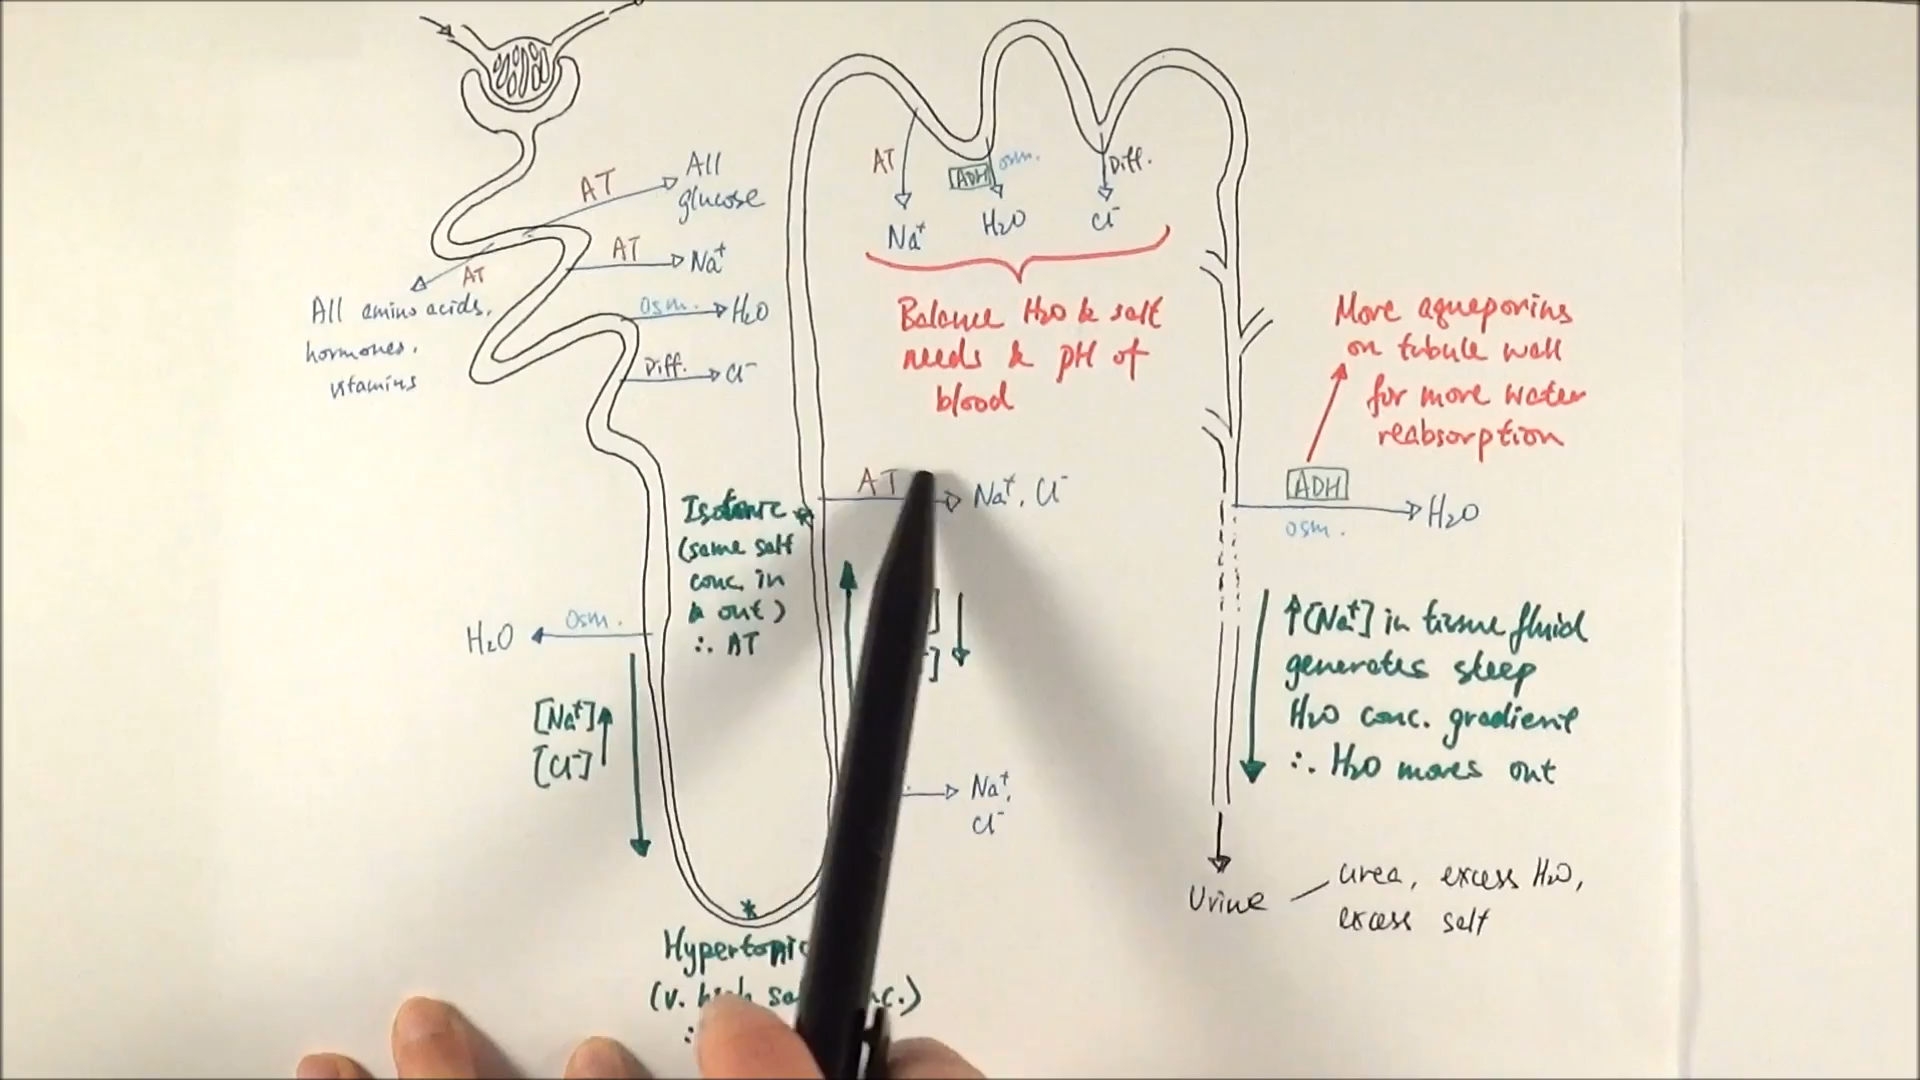 AT
All
glucose
AT
Na⁺
AT
All amino acids,
hormones,
vitamins
osm.
H₂O
Diff.
Cl⁻
AT
Na⁺
ADH
osm.
H₂O
Diff.
Cl⁻
Balance H₂O & salt
needs & pH of
blood
More aqueporins
on tubule wall
for more water
reabsorption
ADH
osm.
H₂O
AT
Na⁺, Cl⁻
Isotonic *
(same salt
conc. in
& out)
∴ AT
H₂O
osm.
[Na⁺]
[Cl⁻]
Na⁺,
Cl⁻
↑[Na⁺] in tissue fluid
generates steep
H₂O conc. gradient
∴ H₂O moves out
Urine
urea, excess H₂O,
excess salt
*
Hypertonic
(v. high